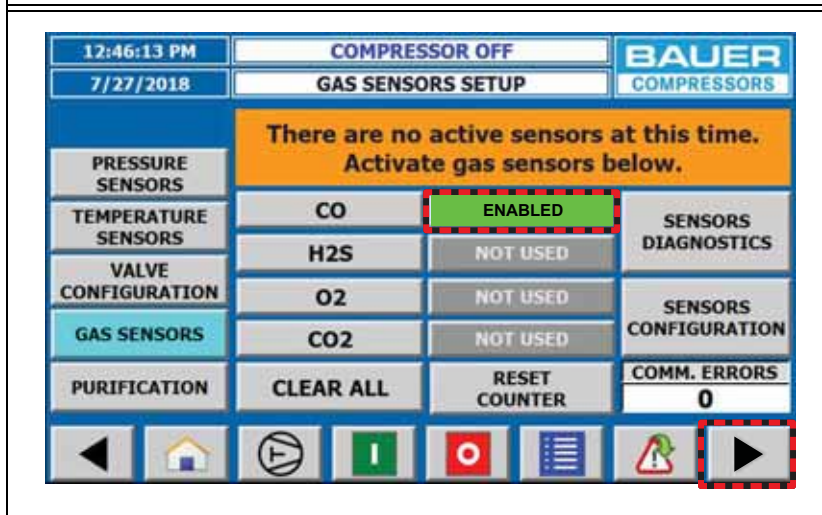 12:46:13 PM
COMPRESSOR OFF
BAUER
COMPRESSORS
7/27/2018
GAS SENSORS SETUP
There are no active sensors at this time.
Activate gas sensors below.
PRESSURE
SENSORS
TEMPERATURE
SENSORS
VALVE
CONFIGURATION
GAS SENSORS
PURIFICATION
CO
ENABLED
H2S
NOT USED
O2
NOT USED
CO2
NOT USED
CLEAR ALL
RESET
COUNTER
SENSORS
DIAGNOSTICS
SENSORS
CONFIGURATION
COMM. ERRORS
0